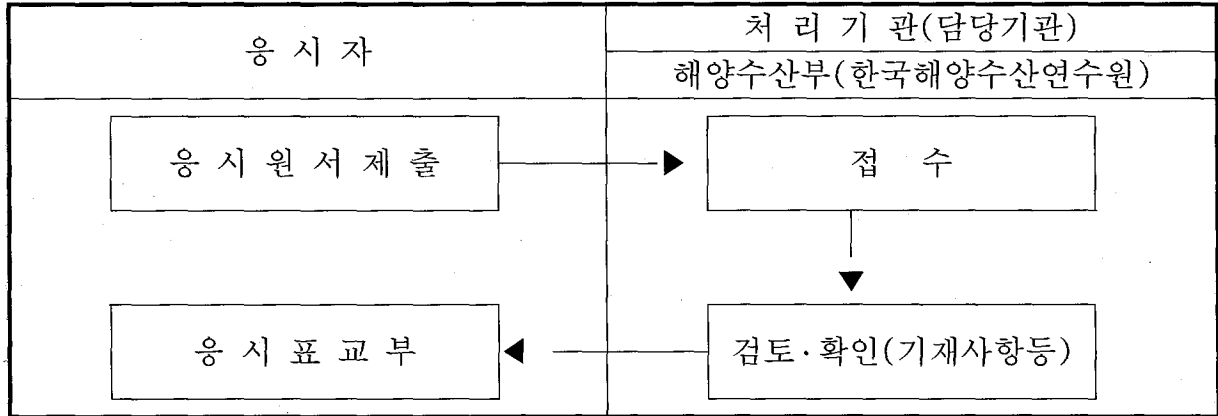 응 시 자
처 리 기 관(담당기관)
해양수산부(한국해양수산연수원)
응 시 원 서 제 출
접 수
응 시 표 교 부
검토·확인(기재사항등)